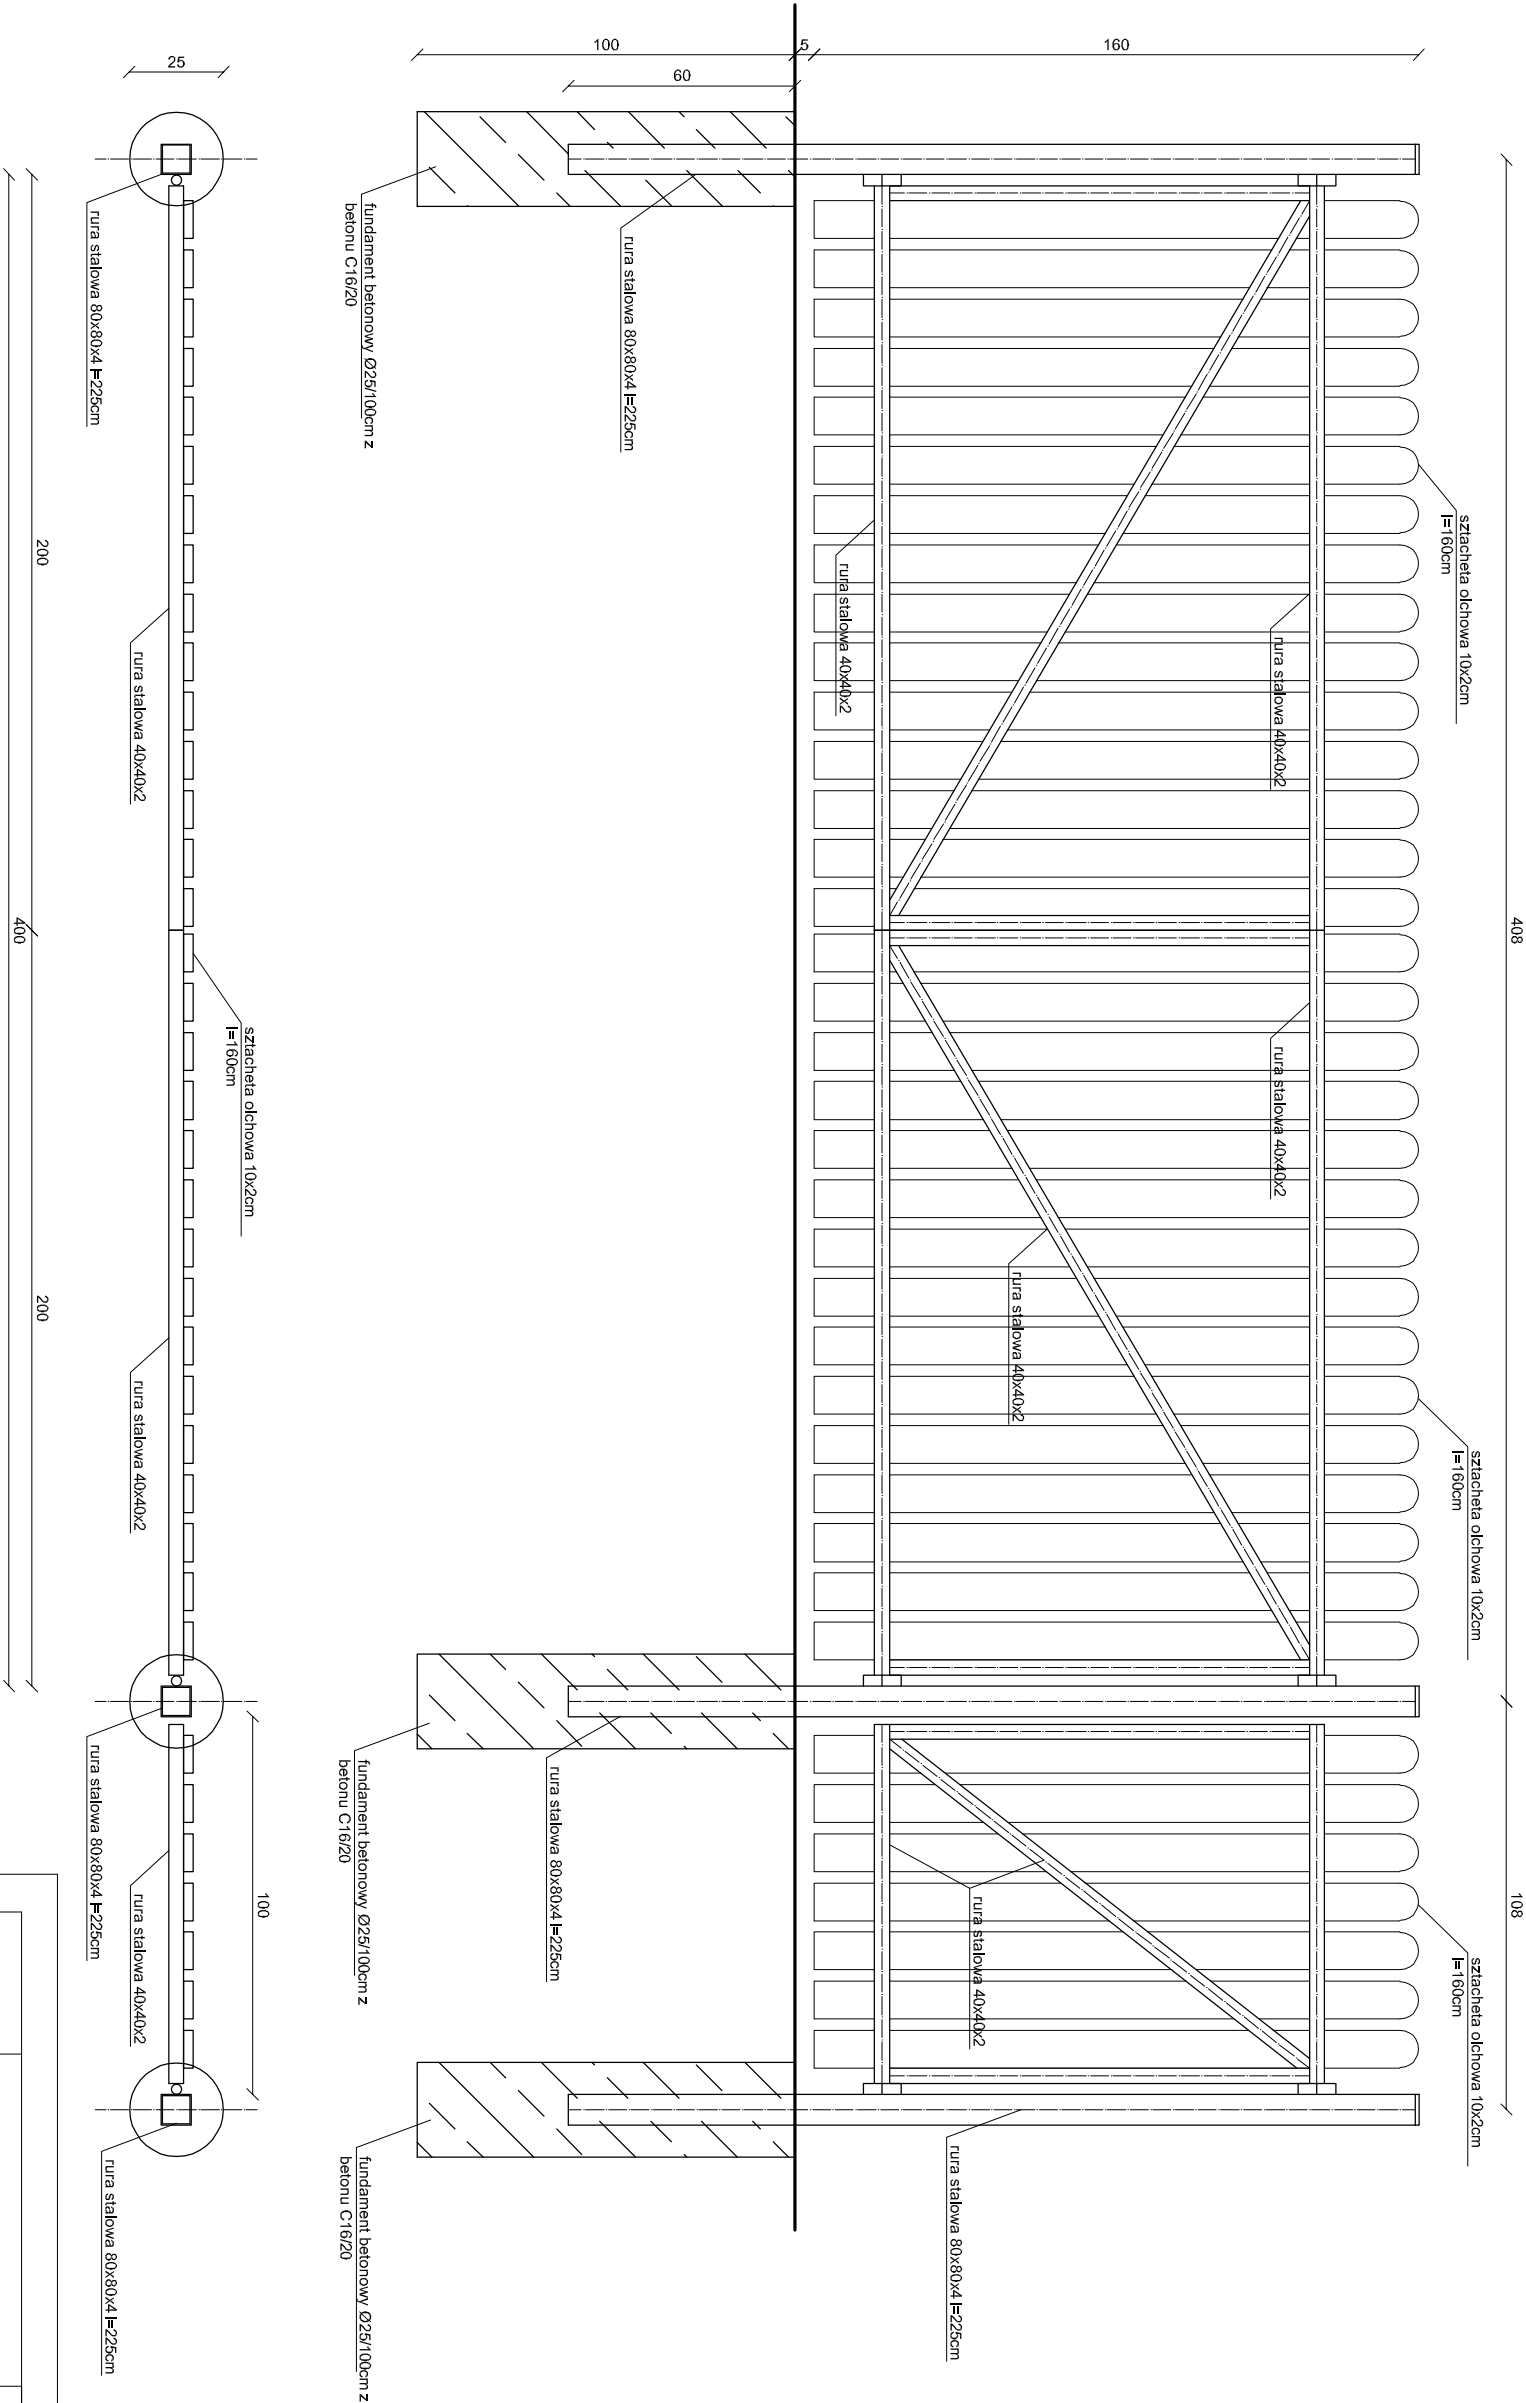 408
108
sztacheta olchowa 10x2cm
l=160cm
sztacheta olchowa 10x2cm
l=160cm
sztacheta olchowa 10x2cm
l=160cm
160
5
100
60
rura stalowa 40x40x2
rura stalowa 40x40x2
rura stalowa 40x40x2
rura stalowa 40x40x2
rura stalowa 40x40x2
rura stalowa 80x80x4 l=225cm
rura stalowa 80x80x4 l=225cm
rura stalowa 80x80x4 l=225cm
fundament betonowy Ø25/100cm z
betonu C16/20
fundament betonowy Ø25/100cm z
betonu C16/20
fundament betonowy Ø25/100cm z
betonu C16/20
25
100
sztacheta olchowa 10x2cm
l=160cm
rura stalowa 40x40x2
rura stalowa 40x40x2
rura stalowa 40x40x2
rura stalowa 80x80x4 l=225cm
rura stalowa 80x80x4 l=225cm
rura stalowa 80x80x4 l=225cm
200
200
400